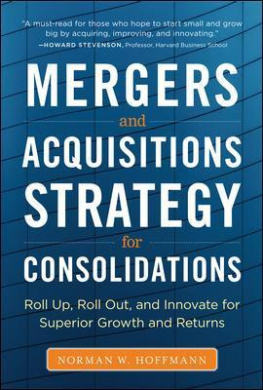 "A must-read for those who hope to start small and grow
big by acquiring, improving, and innovating."
—HOWARD STEVENSON, Professor, Harvard Business School
MERGERS
and
ACQUISITIONS
STRATEGY
for
CONSOLIDATIONS
Roll Up, Roll Out, and Innovate for
Superior Growth and Returns
NORMAN W. HOFFMANN